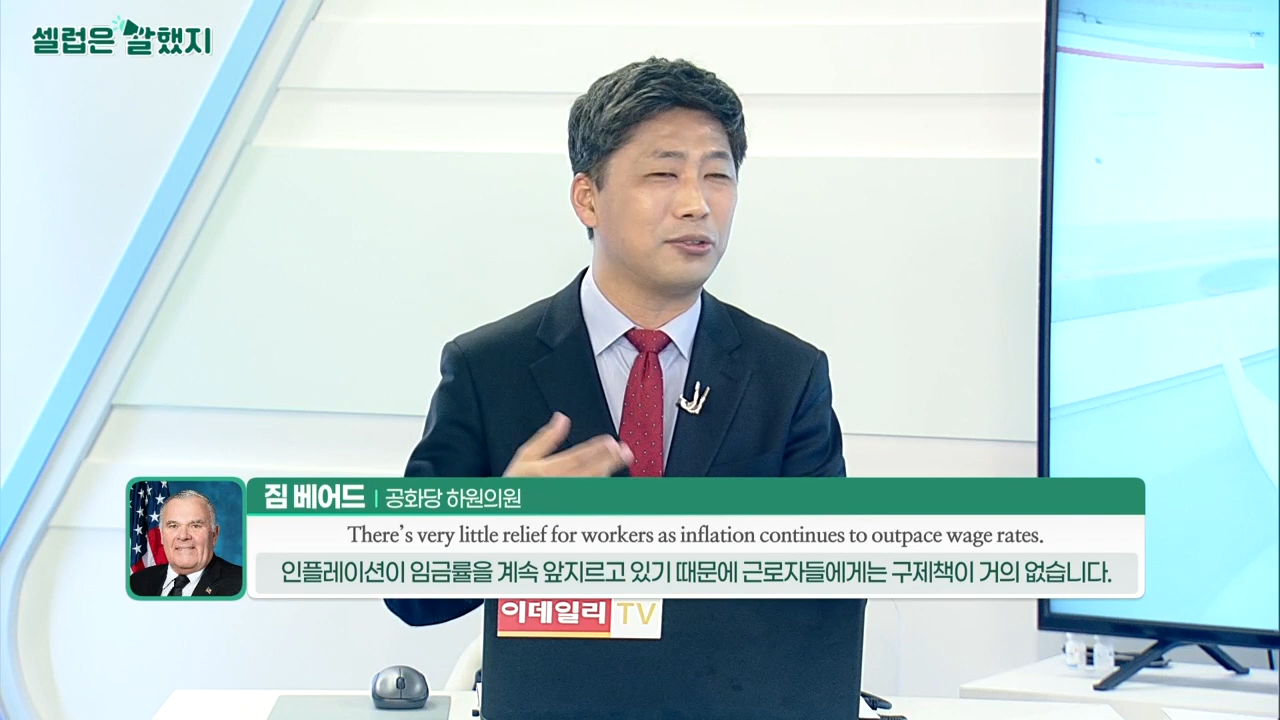 셀럽은 말했지
짐 베어드 | 공화당 하원의원
There's very little relief for workers as inflation continues to outpace wage rates.
인플레이션이 임금률을 계속 앞지르고 있기 때문에 근로자들에게는 구제책이 거의 없습니다.
이데일리 TV